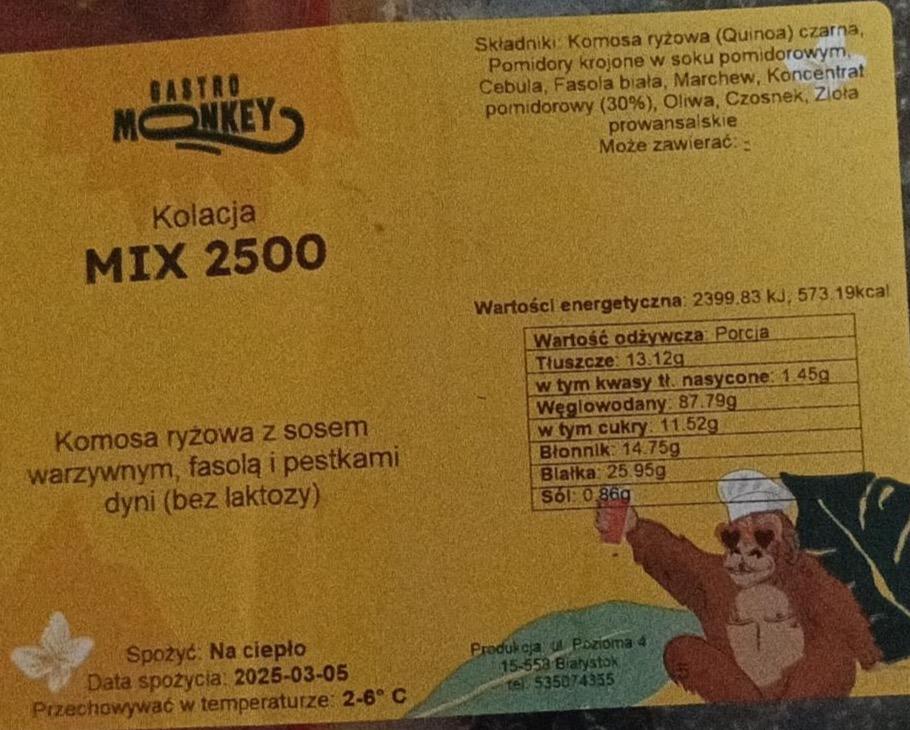 GASTRO
MONKEY
Kolacja
MIX 2500
Komosa ryżowa z sosem
warzywnym, fasolą i pestkami
dyni (bez laktozy)
Spożyć: Na ciepło
Data spożycia: 2025-03-05
Przechowywać w temperaturze: 2-6° C
Składniki: Komosa ryżowa (Quinoa) czarna,
Pomidory krojone w soku pomidorowym,
Cebula, Fasola biała, Marchew, Koncentrat
pomidorowy (30%), Oliwa, Czosnek, Zioła
prowansalskie
Może zawierać: -
Wartości energetyczna: 2399.83 kJ, 573.19kcal
Wartość odżywcza: Porcja
Tłuszcze: 13.12g
w tym kwasy tł. nasycone: 1.45g
Węglowodany: 87.79g
w tym cukry: 11.52g
Błonnik: 14.75g
Białka: 25.95g
Sól: 0.86g
Produkcja: ul. Pozioma 4
15-558 Białystok
tel. 535074355